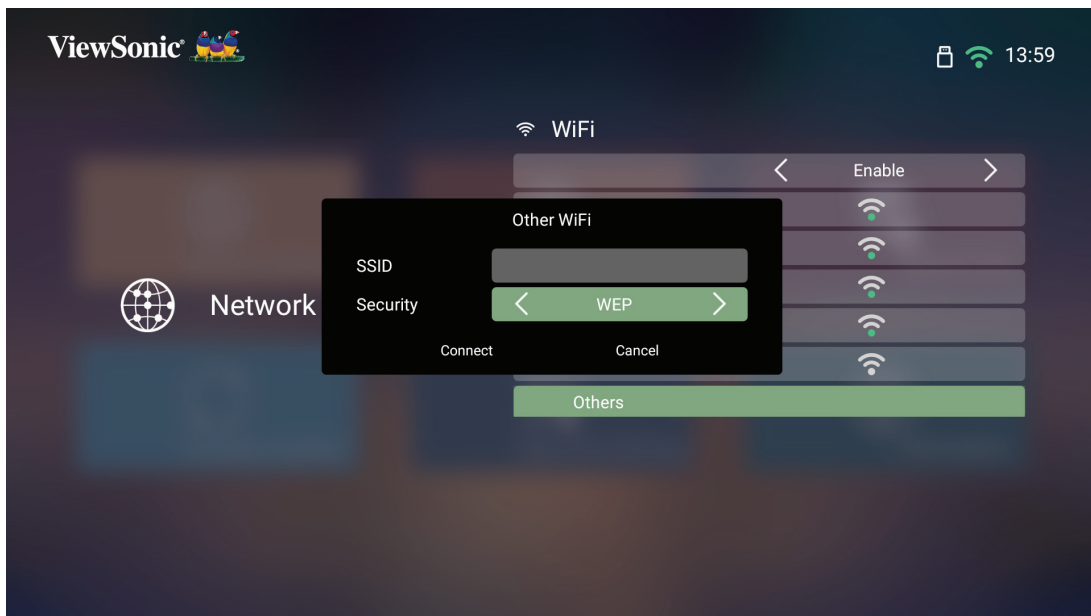 ViewSonic®
13:59
WiFi
Enable
Other WiFi
SSID
Network
Security
WEP
Connect
Cancel
Others